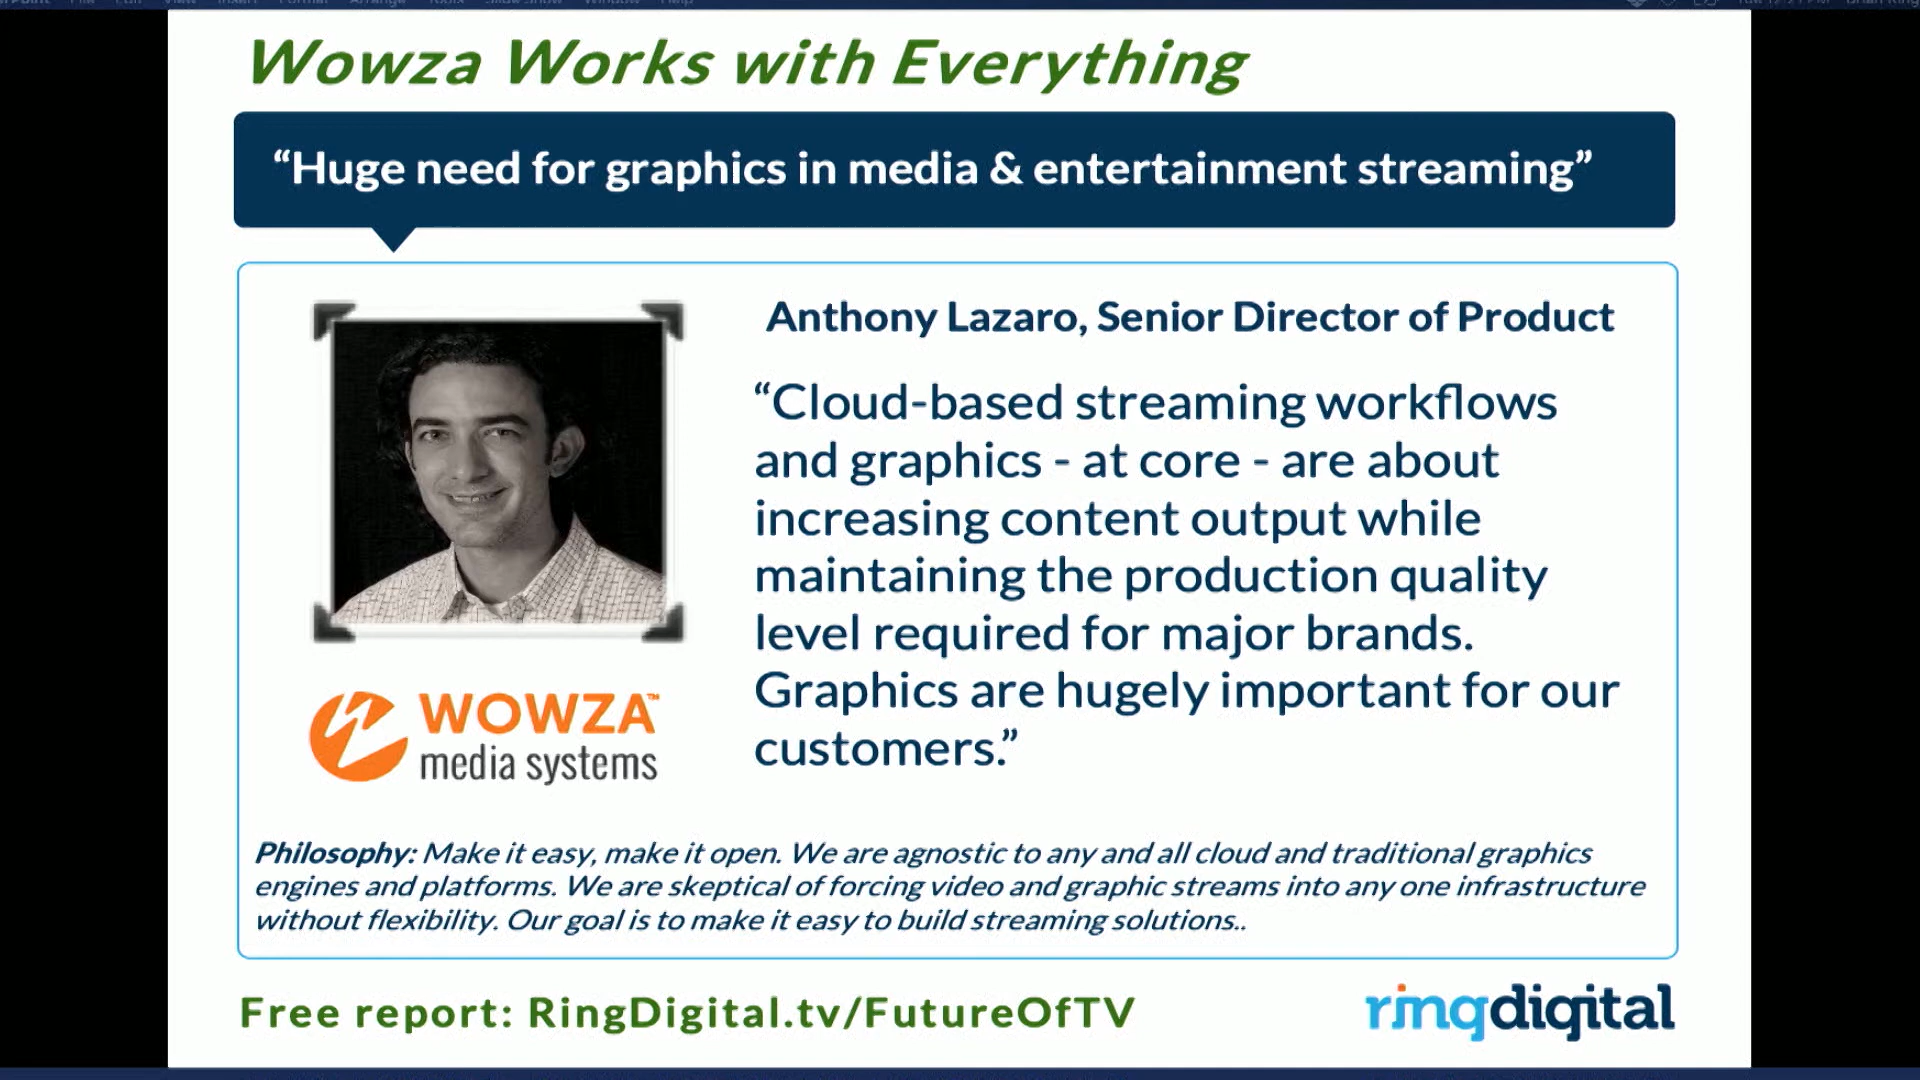 Wowza Works with Everything
“Huge need for graphics in media & entertainment streaming”
Anthony Lazaro, Senior Director of Product
“Cloud-based streaming workflows
and graphics - at core - are about
increasing content output while
maintaining the production quality
level required for major brands.
Graphics are hugely important for our
customers.”
WOWZA™
media systems
Philosophy: Make it easy, make it open. We are agnostic to any and all cloud and traditional graphics
engines and platforms. We are skeptical of forcing video and graphic streams into any one infrastructure
without flexibility. Our goal is to make it easy to build streaming solutions..
Free report: RingDigital.tv/FutureOfTV
ringdigital